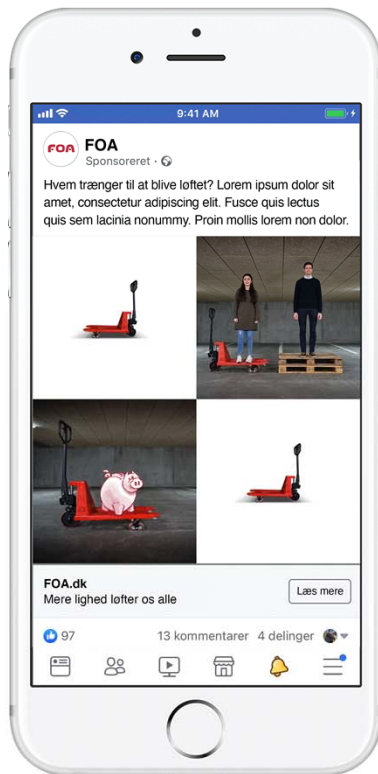 9:41 AM
FOA
FOA
Sponsoreret ·
Hvem trænger til at blive løftet? Lorem ipsum dolor sit
amet, consectetur adipiscing elit. Fusce quis lectus
quis sem lacinia nonummy. Proin mollis lorem non dolor.
FOA.dk
Mere lighed løfter os alle
Læs mere
97
13 kommentarer 4 delinger